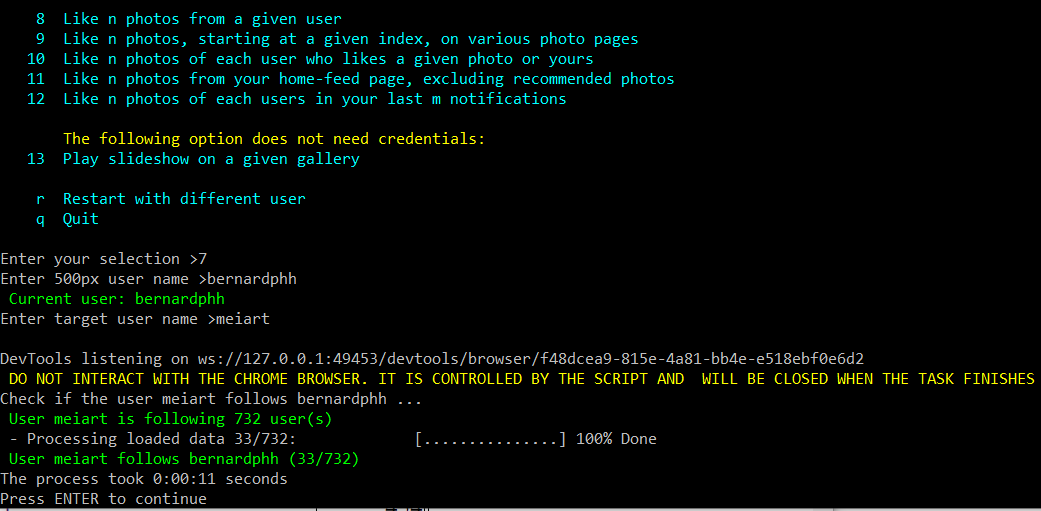 8 Like n photos from a given user
9 Like n photos, starting at a given index, on various photo pages
10 Like n photos of each user who likes a given photo or yours
11 Like n photos from your home-feed page, excluding recommended photos
12 Like n photos of each users in your last m notifications
The following option does not need credentials:
13 Play slideshow on a given gallery
r Restart with different user
q Quit
Enter your selection >7
Enter 500px user name >bernardphh
Current user: bernardphh
Enter target user name >meiart
DevTools listening on ws://127.0.0.1:49453/devtools/browser/f48dcea9-815e-4a81-bb4e-e518ebf0e6d2
DO NOT INTERACT WITH THE CHROME BROWSER. IT IS CONTROLLED BY THE SCRIPT AND  WILL BE CLOSED WHEN THE TASK FINISHES
Check if the user meiart follows bernardphh ...
User meiart is following 732 user(s)
- Processing loaded data 33/732: [...............] 100% Done
User meiart follows bernardphh (33/732)
The process took 0:00:11 seconds
Press ENTER to continue